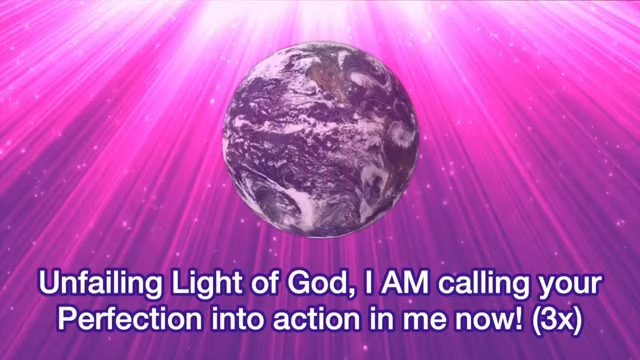 Unfailing Light of God, I AM calling your
Perfection into action in me now! (3x)